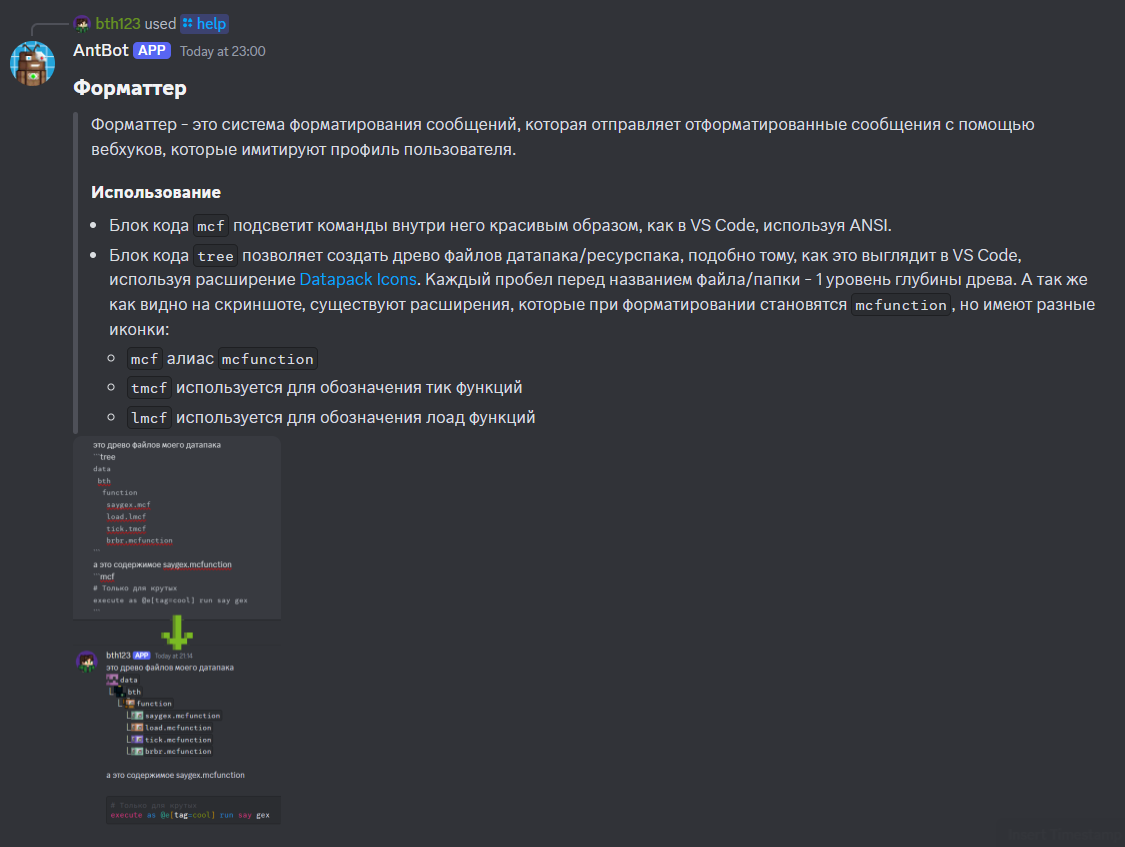 bth123 used help
AntBot APP Today at 23:00
Форматтер
Форматтер - это система форматирования сообщений, которая отправляет отформатированные сообщения с помощью
вебхуков, которые имитируют профиль пользователя.
Использование
Блок кода mcf подсветит команды внутри него красивым образом, как в VS Code, используя ANSI.
Блок кода tree позволяет создать древо файлов датапака/ресурспака, подобно тому, как это выглядит в VS Code,
используя расширение Datapack Icons. Каждый пробел перед названием файла/папки - 1 уровень глубины древа. А так же
как видно на скриншоте, существуют расширения, которые при форматировании становятся mcfunction, но имеют разные
иконки:
mcf алиас mcfunction
tmcf используется для обозначения тик функций
lmcf используется для обозначения лоад функций
это древо файлов моего датапака
```tree
data
bth
function
saygex.mcf
load.lmcf
tick.tmcf
brbr.mcfunction
```
а это содержимое saygex.mcfunction
```mcf
# Только для крутых
execute as @e[tag=cool] run say gex
```
bth123 APP Today at 21:14
это древо файлов моего датапака
data
bth
function
saygex.mcfunction
load.mcfunction
tick.mcfunction
brbr.mcfunction
а это содержимое saygex.mcfunction
# Только для крутых
execute as @e[tag=cool] run say gex